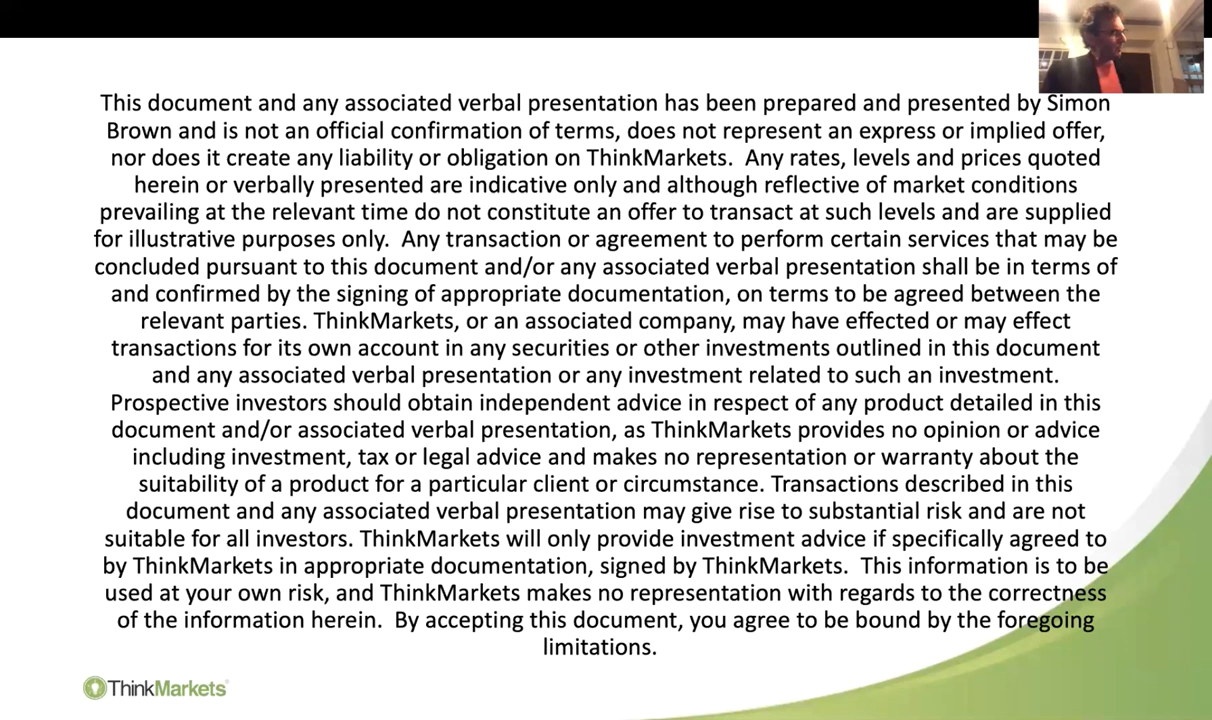 This document and any associated verbal presentation has been prepared and presented by Simon
Brown and is not an official confirmation of terms, does not represent an express or implied offer,
nor does it create any liability or obligation on ThinkMarkets.  Any rates, levels and prices quoted
herein or verbally presented are indicative only and although reflective of market conditions
prevailing at the relevant time do not constitute an offer to transact at such levels and are supplied
for illustrative purposes only.  Any transaction or agreement to perform certain services that may be
concluded pursuant to this document and/or any associated verbal presentation shall be in terms of
and confirmed by the signing of appropriate documentation, on terms to be agreed between the
relevant parties. ThinkMarkets, or an associated company, may have effected or may effect
transactions for its own account in any securities or other investments outlined in this document
and any associated verbal presentation or any investment related to such an investment.
Prospective investors should obtain independent advice in respect of any product detailed in this
document and/or associated verbal presentation, as ThinkMarkets provides no opinion or advice
including investment, tax or legal advice and makes no representation or warranty about the
suitability of a product for a particular client or circumstance. Transactions described in this
document and any associated verbal presentation may give rise to substantial risk and are not
suitable for all investors. ThinkMarkets will only provide investment advice if specifically agreed to
by ThinkMarkets in appropriate documentation, signed by ThinkMarkets.  This information is to be
used at your own risk, and ThinkMarkets makes no representation with regards to the correctness
of the information herein.  By accepting this document, you agree to be bound by the foregoing
limitations.
ThinkMarkets